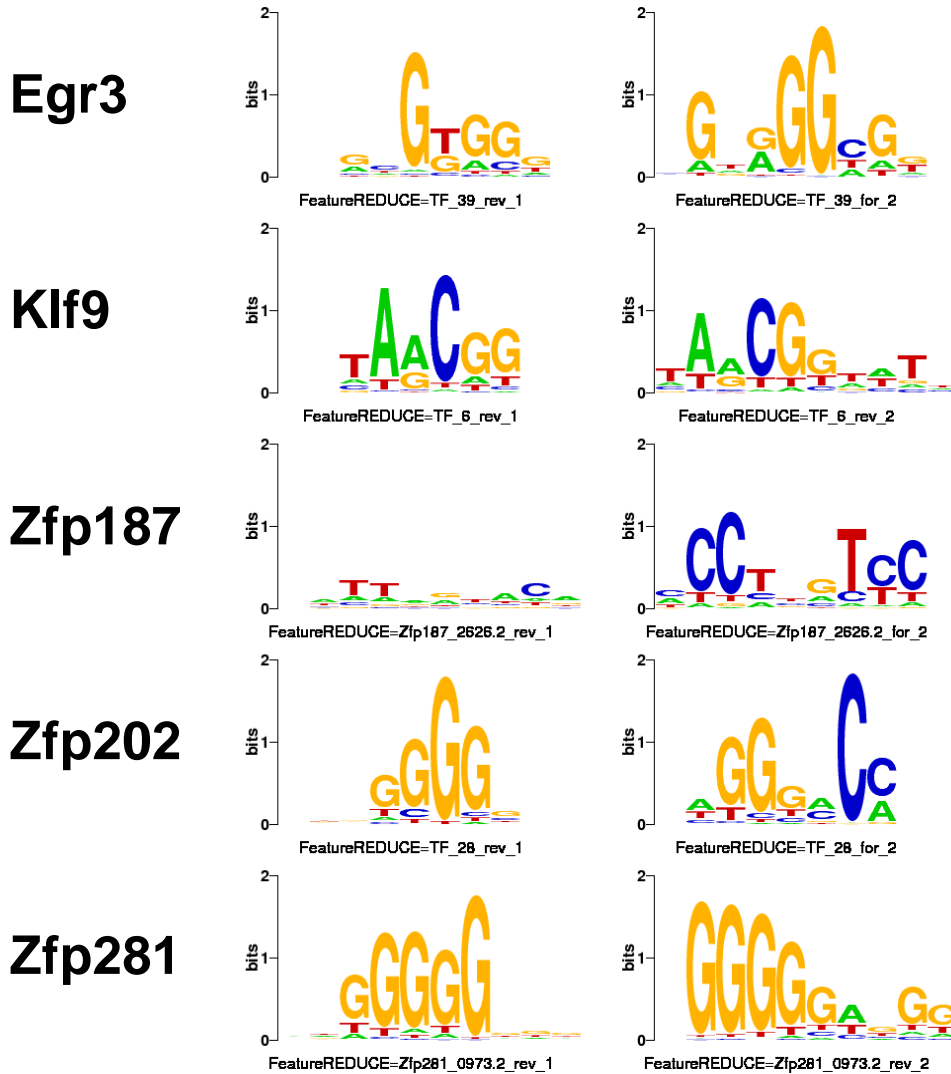 Egr3
bits
2
1
0
FeatureREDUCE=TF_39_rev_1
bits
2
1
0
FeatureREDUCE=TF_39_for_2
Klf9
bits
2
1
0
FeatureREDUCE=TF_6_rev_1
bits
2
1
0
FeatureREDUCE=TF_6_rev_2
Zfp187
bits
2
1
0
FeatureREDUCE=Zfp187_2626.2_rev_1
bits
2
1
0
FeatureREDUCE=Zfp187_2626.2_for_2
Zfp202
bits
2
1
0
FeatureREDUCE=TF_28_rev_1
bits
2
1
0
FeatureREDUCE=TF_28_for_2
Zfp281
bits
2
1
0
FeatureREDUCE=Zfp281_0973.2_rev_1
bits
2
1
0
FeatureREDUCE=Zfp281_0973.2_rev_2